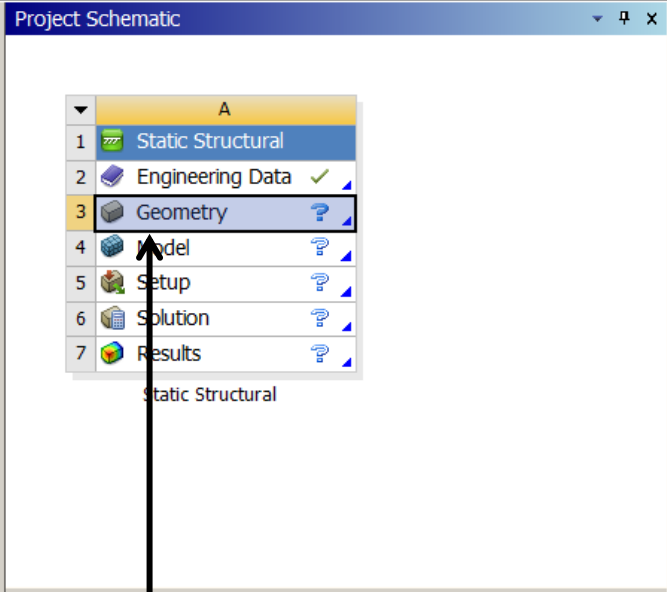 Project Schematic
A
1 Static Structural
2 Engineering Data
3 Geometry ?
4 Model ?
5 Setup ?
6 Solution ?
7 Results ?
Static Structural